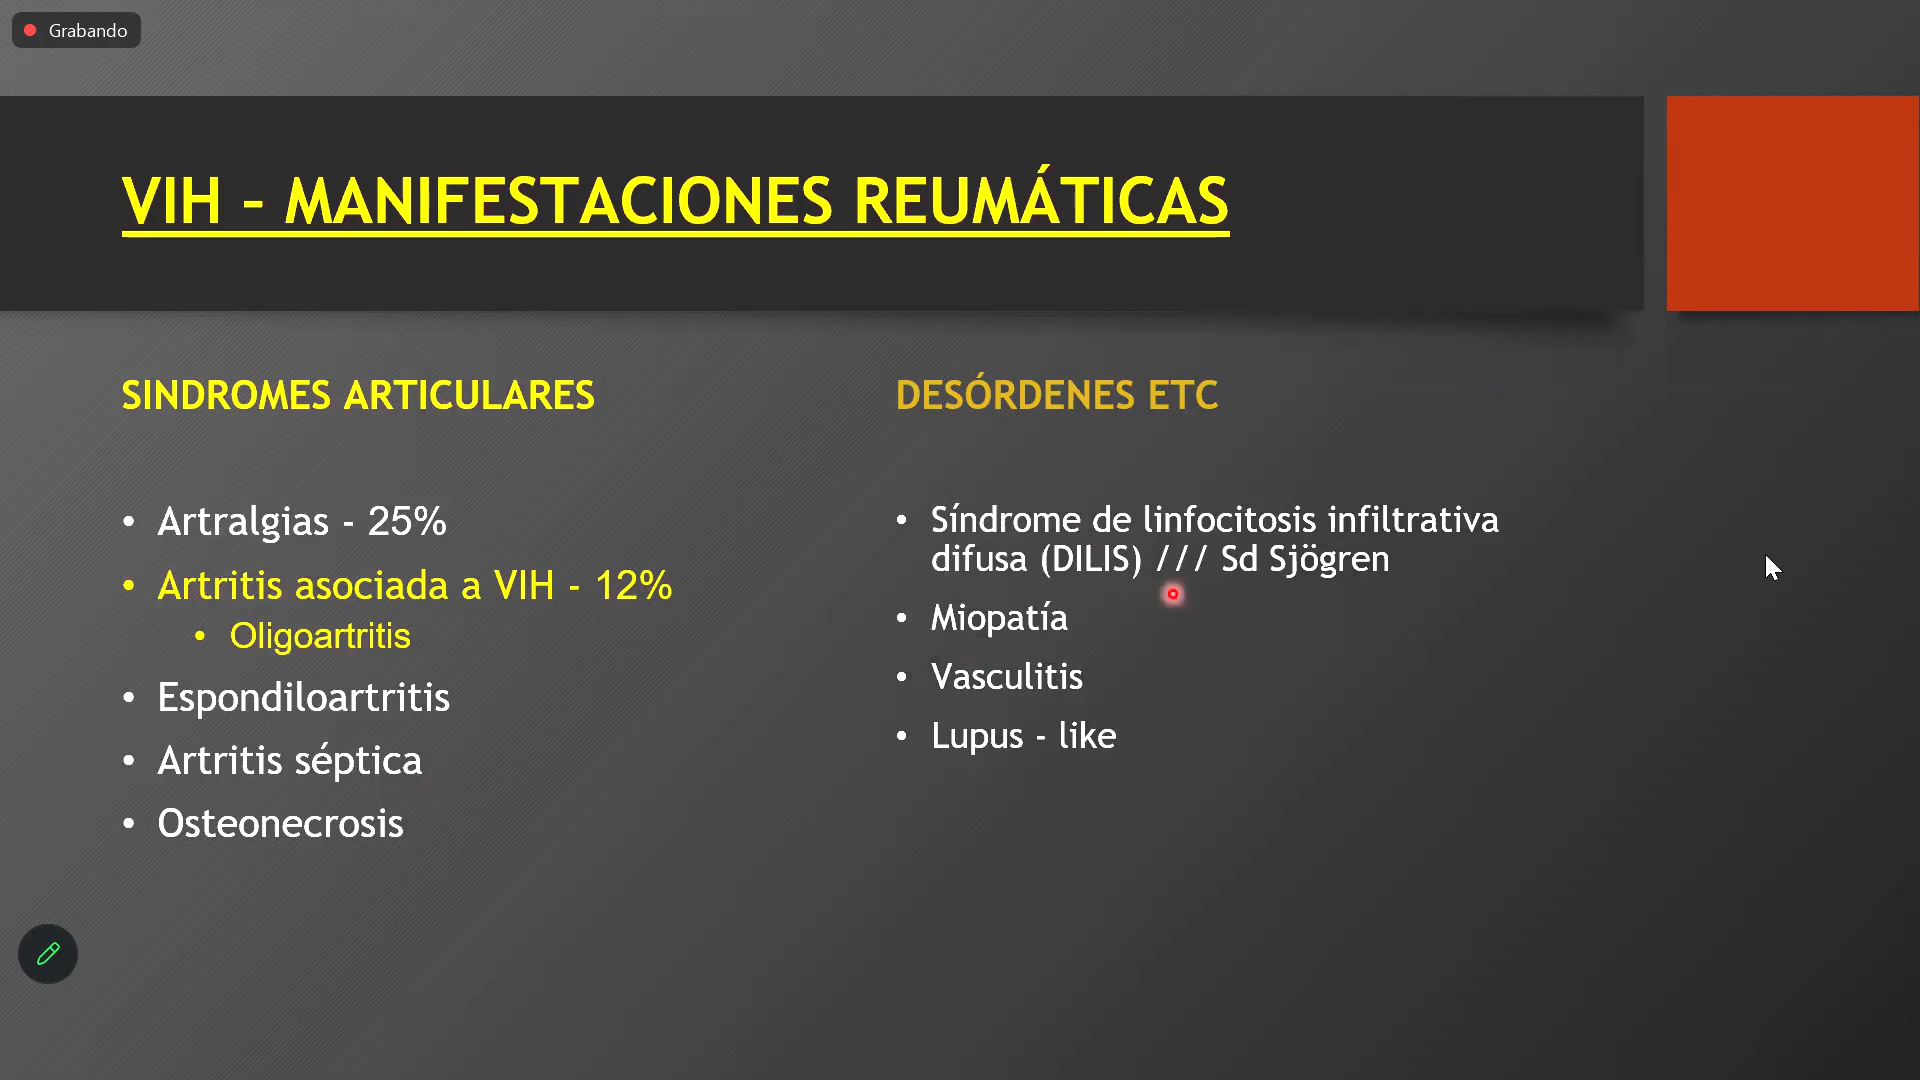 Grabando
VIH – MANIFESTACIONES REUMÁTICAS
SINDROMES ARTICULARES
• Artralgias - 25%
• Artritis asociada a VIH - 12%
• Oligoartritis
• Espondiloartritis
• Artritis séptica
• Osteonecrosis
DESÓRDENES ETC
• Síndrome de linfocitosis infiltrativa
difusa (DILIS) /// Sd Sjögren
• Miopatía
• Vasculitis
• Lupus - like